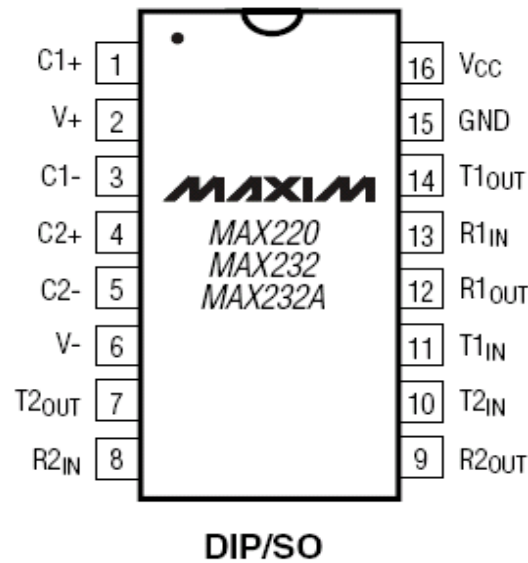 C1+ 1 16 VCC
V+ 2 15 GND
C1- 3 14 T1OUT
MAXIM
C2+ 4 13 R1IN
MAX220
MAX232
C2- 5 12 R1OUT
MAX232A
V- 6 11 T1IN
T2OUT 7 10 T2IN
R2IN 8 9 R2OUT
DIP/SO